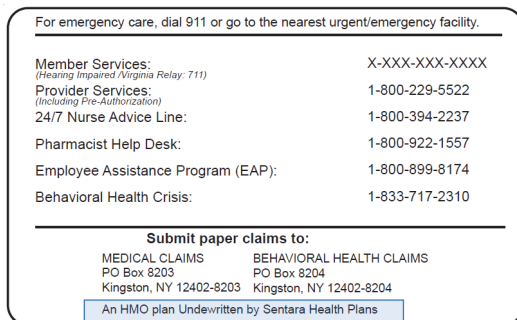 For emergency care, dial 911 or go to the nearest urgent/emergency facility.
Member Services: X-XXX-XXX-XXXX
(Hearing Impaired /Virginia Relay: 711)
Provider Services: 1-800-229-5522
(Including Pre-Authorization)
24/7 Nurse Advice Line: 1-800-394-2237
Pharmacist Help Desk: 1-800-922-1557
Employee Assistance Program (EAP): 1-800-899-8174
Behavioral Health Crisis: 1-833-717-2310
Submit paper claims to:
MEDICAL CLAIMS BEHAVIORAL HEALTH CLAIMS
PO Box 8203 PO Box 8204
Kingston, NY 12402-8203 Kingston, NY 12402-8204
An HMO plan Undewritten by Sentara Health Plans